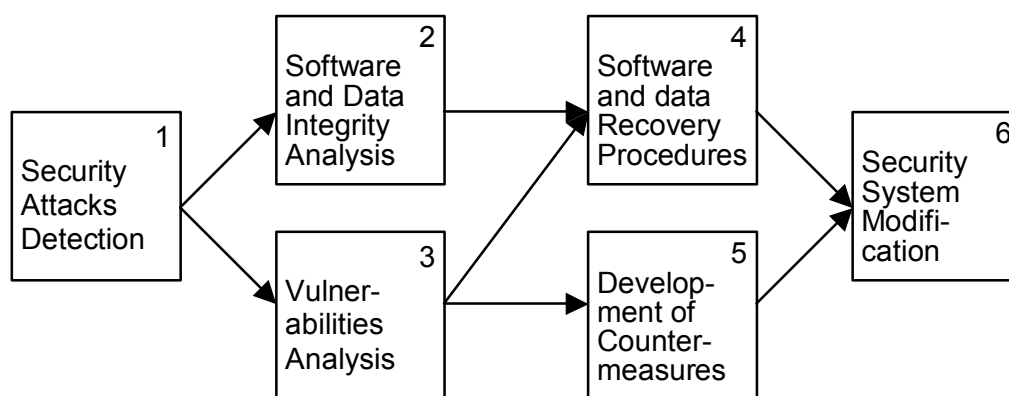 1
Security
Attacks
Detection
2
Software
and Data
Integrity
Analysis
3
Vulner-
abilities
Analysis
4
Software
and data
Recovery
Procedures
5
Develop-
ment of
Counter-
measures
6
Security
System
Modifi-
cation